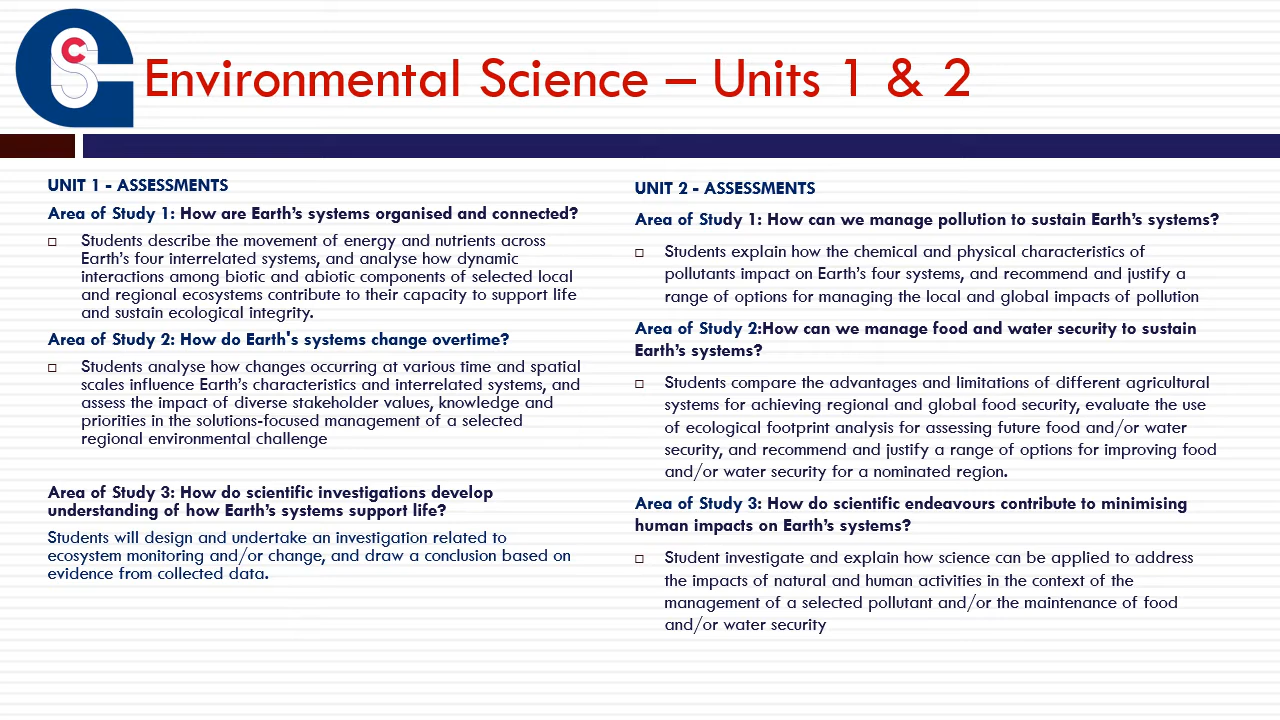 CS
Environmental Science – Units 1 & 2
UNIT 1 - ASSESSMENTS
Area of Study 1: How are Earth’s systems organised and connected?
Students describe the movement of energy and nutrients across
Earth’s four interrelated systems, and analyse how dynamic
interactions among biotic and abiotic components of selected local
and regional ecosystems contribute to their capacity to support life
and sustain ecological integrity.
Area of Study 2: How do Earth's systems change overtime?
Students analyse how changes occurring at various time and spatial
scales influence Earth’s characteristics and interrelated systems, and
assess the impact of diverse stakeholder values, knowledge and
priorities in the solutions-focused management of a selected
regional environmental challenge
Area of Study 3: How do scientific investigations develop
understanding of how Earth’s systems support life?
Students will design and undertake an investigation related to
ecosystem monitoring and/or change, and draw a conclusion based on
evidence from collected data.
UNIT 2 - ASSESSMENTS
Area of Study 1: How can we manage pollution to sustain Earth’s systems?
Students explain how the chemical and physical characteristics of
pollutants impact on Earth’s four systems, and recommend and justify a
range of options for managing the local and global impacts of pollution
Area of Study 2:How can we manage food and water security to sustain
Earth’s systems?
Students compare the advantages and limitations of different agricultural
systems for achieving regional and global food security, evaluate the use
of ecological footprint analysis for assessing future food and/or water
security, and recommend and justify a range of options for improving food
and/or water security for a nominated region.
Area of Study 3: How do scientific endeavours contribute to minimising
human impacts on Earth’s systems?
Student investigate and explain how science can be applied to address
the impacts of natural and human activities in the context of the
management of a selected pollutant and/or the maintenance of food
and/or water security